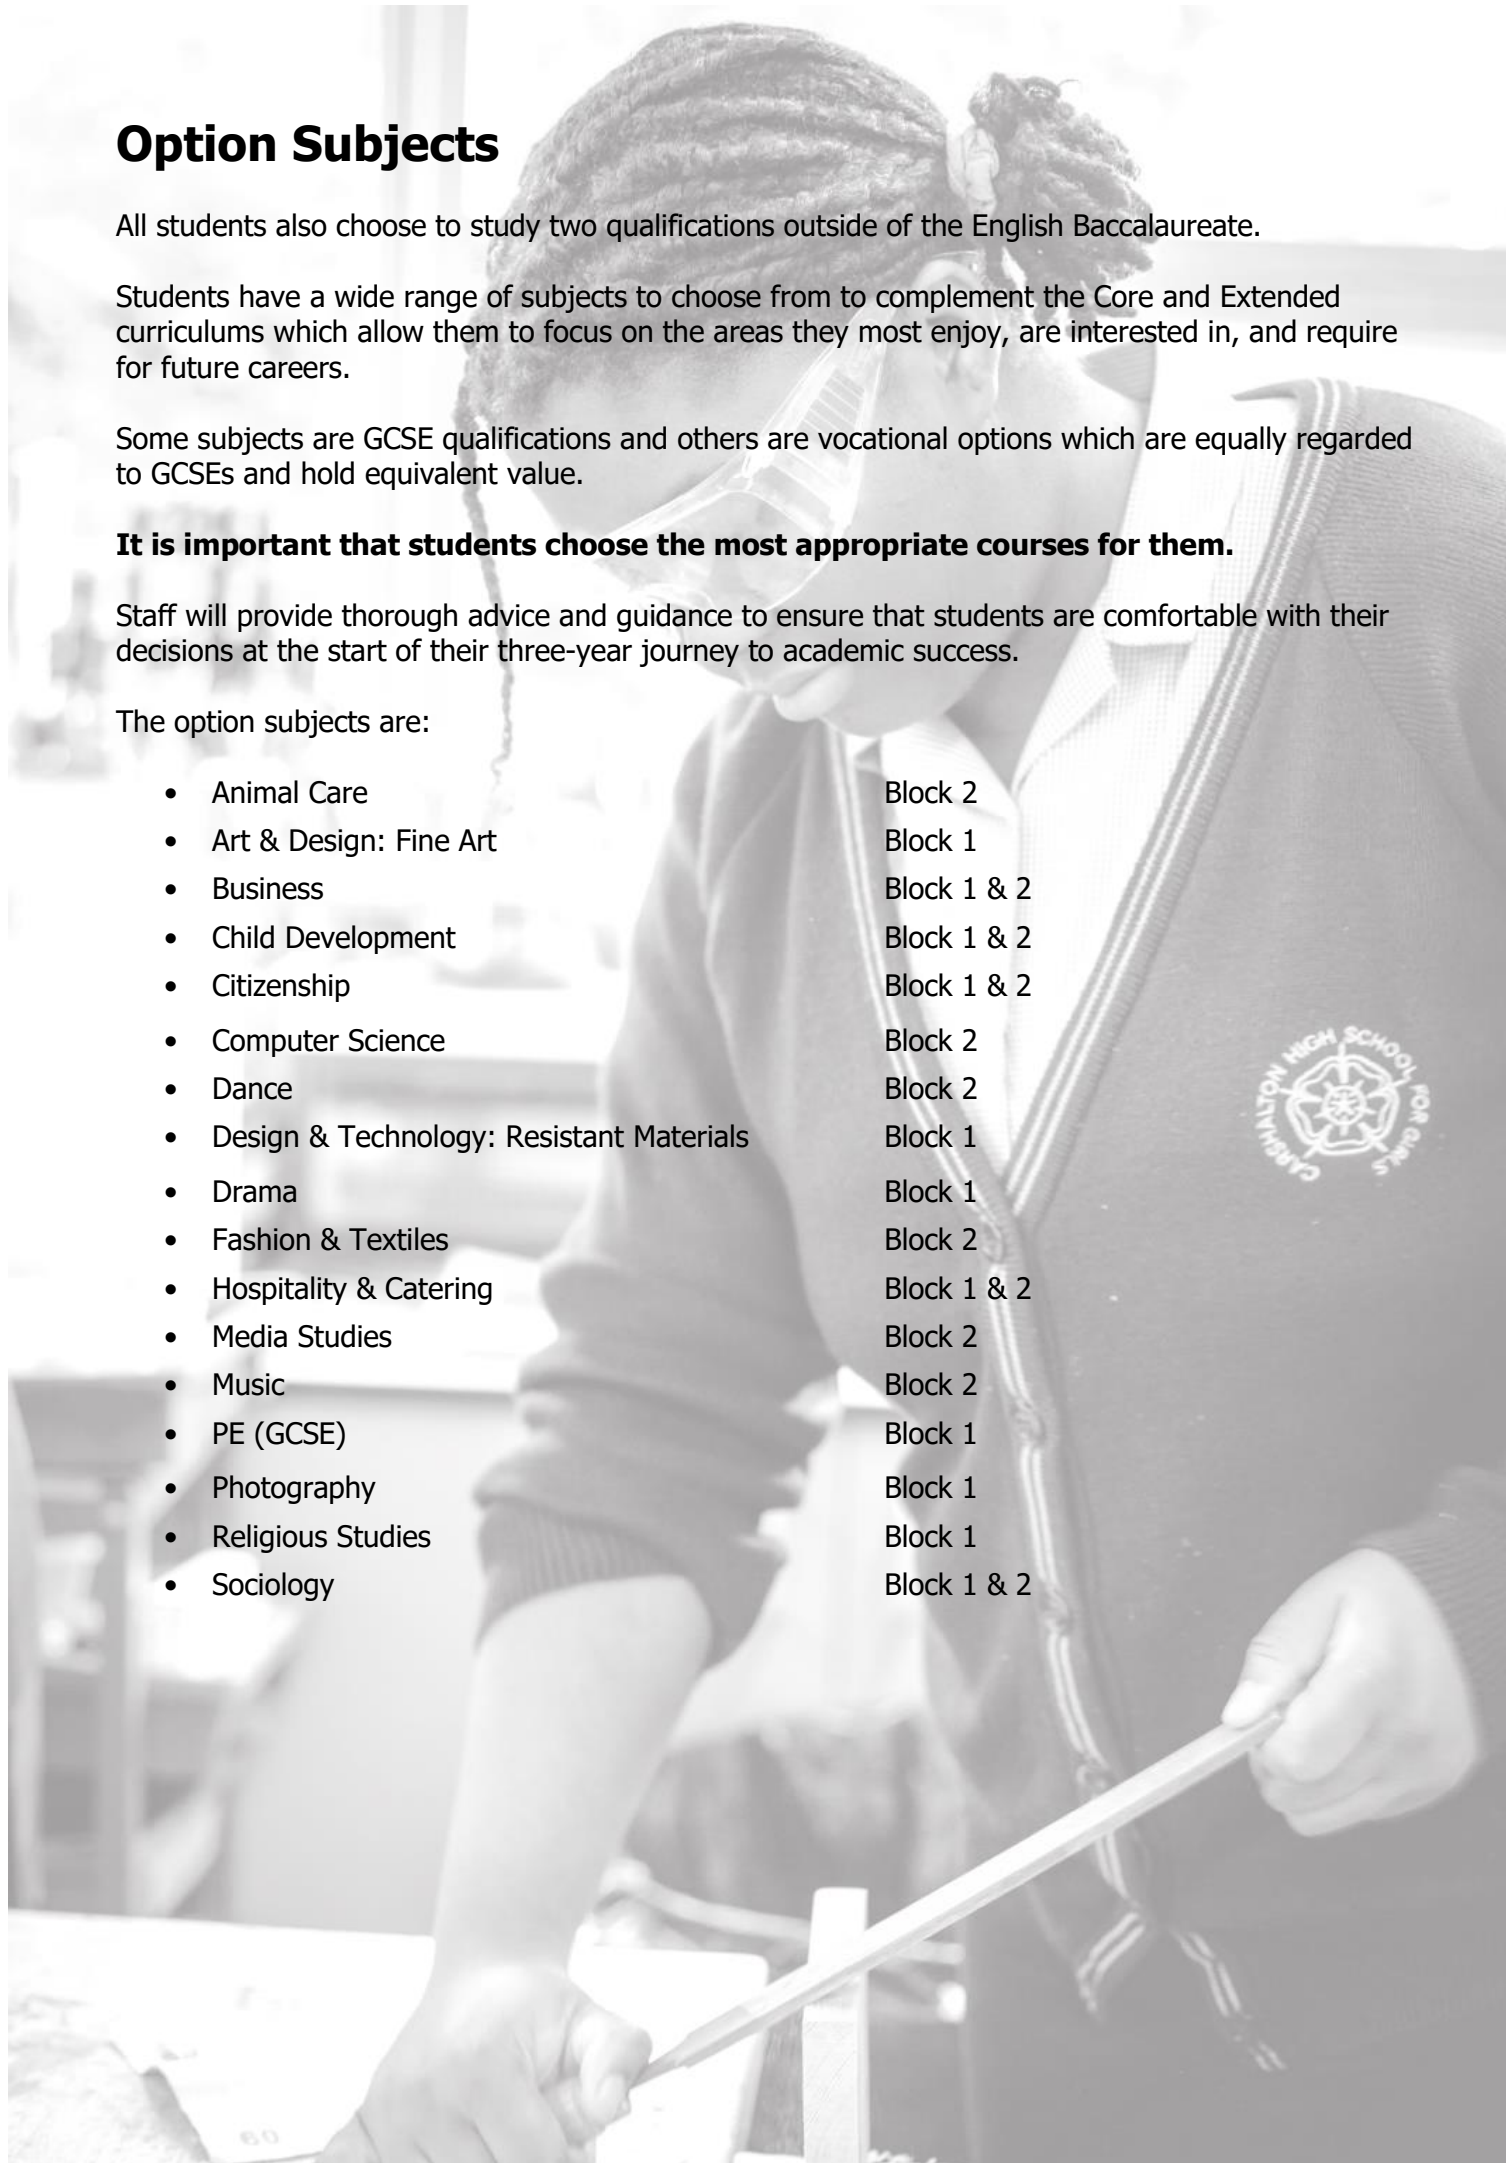 Option Subjects
All students also choose to study two qualifications outside of the English Baccalaureate.
Students have a wide range of subjects to choose from to complement the Core and Extended
curriculums which allow them to focus on the areas they most enjoy, are interested in, and require
for future careers.
Some subjects are GCSE qualifications and others are vocational options which are equally regarded
to GCSEs and hold equivalent value.
It is important that students choose the most appropriate courses for them.
Staff will provide thorough advice and guidance to ensure that students are comfortable with their
decisions at the start of their three-year journey to academic success.
The option subjects are:
• Animal Care Block 2
• Art & Design: Fine Art Block 1
• Business Block 1 & 2
• Child Development Block 1 & 2
• Citizenship Block 1 & 2
• Computer Science Block 2
• Dance Block 2
• Design & Technology: Resistant Materials Block 1
• Drama Block 1
• Fashion & Textiles Block 2
• Hospitality & Catering Block 1 & 2
• Media Studies Block 2
• Music Block 2
• PE (GCSE) Block 1
• Photography Block 1
• Religious Studies Block 1
• Sociology Block 1 & 2
CARSHALTON HIGH SCHOOL FOR GIRLS
60